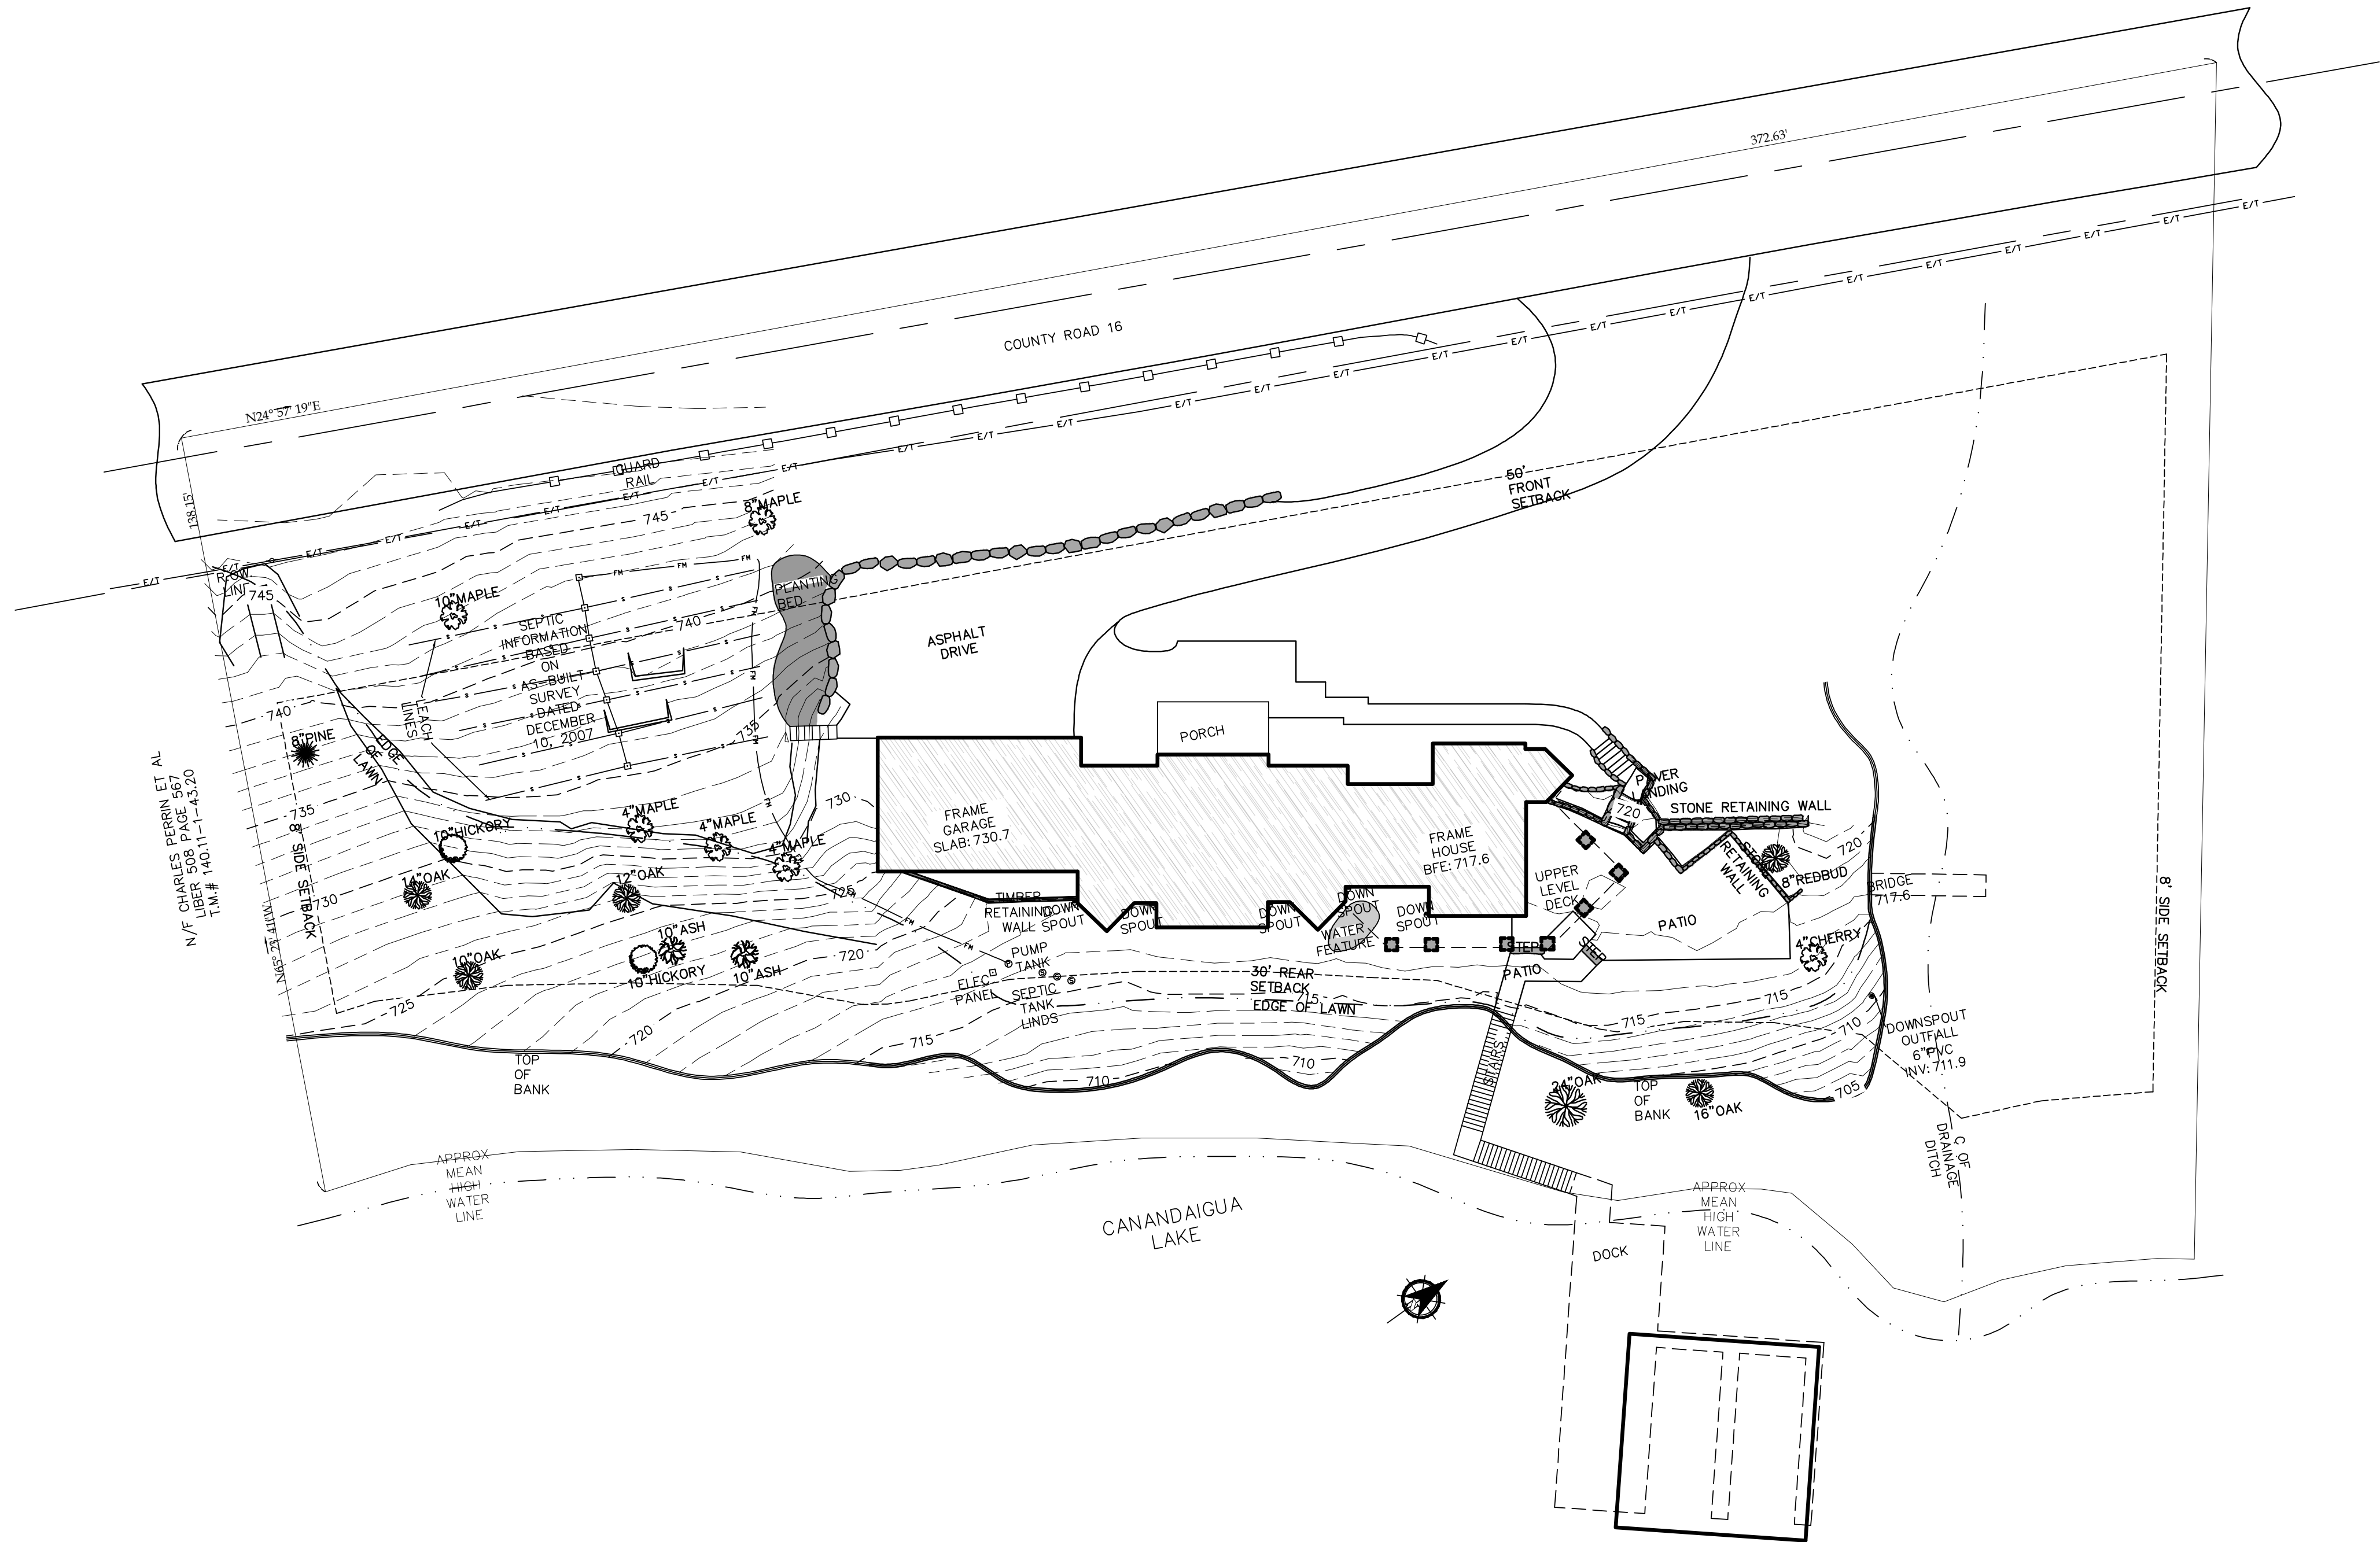 372.63'
COUNTY ROAD 16
N24° 57' 19"E
138.15'
GUARD
RAIL
E/T
745
8"MAPLE
50'
FRONT
SETBACK
745
10"MAPLE
PLANTING
BED
740
SEPTIC
INFORMATION
BASED
ON
AS-BUILT
SURVEY
DATED
DECEMBER
10, 2007
FM
S
ASPHALT
DRIVE
LEACH
LINES
740
735
8"PINE
EDGE
OF
LAWN
PORCH
N/F CHARLES PERRIN ET AL
LIBER 508 PAGE 567
T.M.# 140.11-1-43.20
8' SIDE SETBACK
735
730
10"HICKORY
4"MAPLE
4"MAPLE
4"MAPLE
730
FRAME
GARAGE
SLAB: 730.7
FRAME
HOUSE
BFE: 717.6
720
STONE RETAINING WALL
STONE
RETAINING
WALL
8"REDBUD
720
BRIDGE
717.6
8' SIDE SETBACK
14"OAK
12"OAK
725
TIMBER
RETAINING
WALL
DOWN
SPOUT
DOWN
SPOUT
DOWN
SPOUT
DOWN
SPOUT
DOWN
SPOUT
WATER
FEATURE
UPPER
LEVEL
DECK
PATIO
STEP
4"CHERRY
10"OAK
10"ASH
10"HICKORY
10"ASH
720
PUMP
TANK
ELEC
PANEL
SEPTIC
TANK
LINDS
30' REAR
SETBACK
715
EDGE OF LAWN
PATIO
725
720
715
710
710
715
715
710
705
DOWNSPOUT
OUTFALL
6"PVC
INV: 711.9
TOP
OF
BANK
STAIRS
24"OAK
TOP
OF
BANK
16"OAK
C OF
DRAINAGE
DITCH
APPROX
MEAN
HIGH
WATER
LINE
CANANDAIGUA
LAKE
APPROX
MEAN
HIGH
WATER
LINE
DOCK